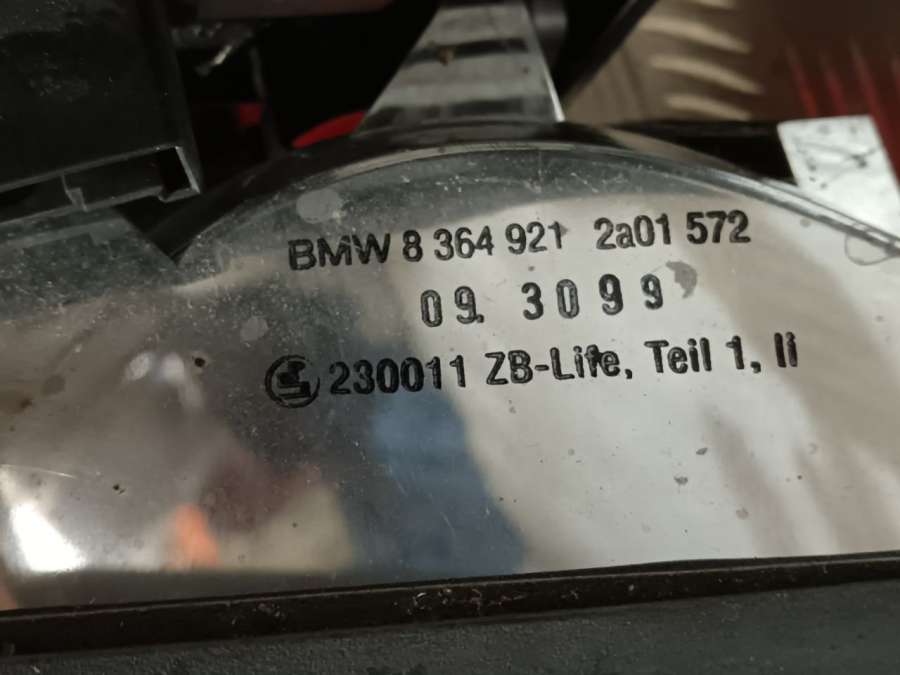 BMW 8 364 921 2a01 572
09. 3099
230011 ZB-Life, Teil 1, li